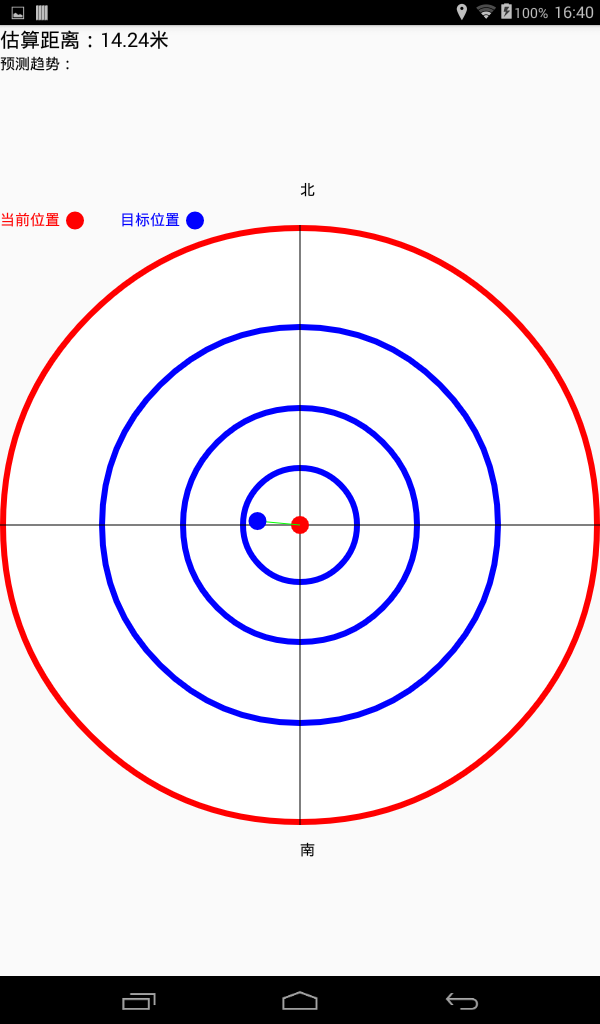 100% 16:40
估算距离：14.24米
预测趋势：
北
当前位置 目标位置
南